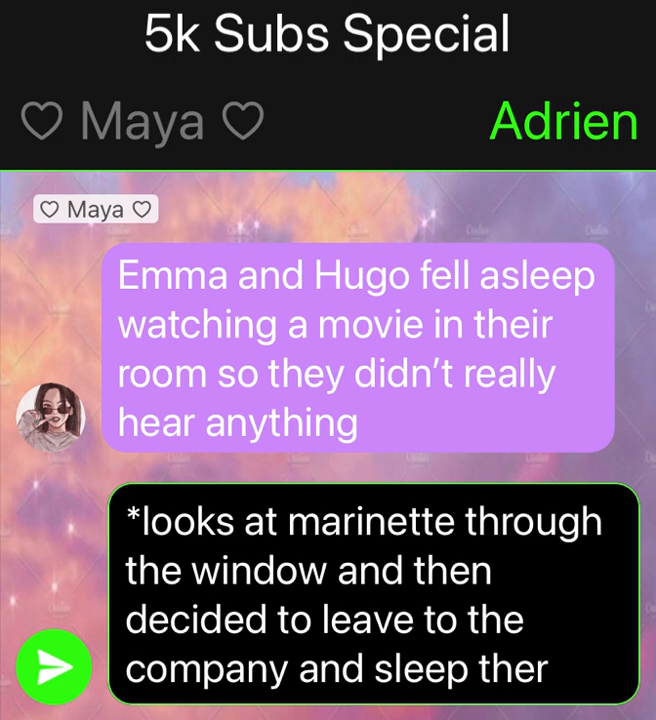 5k Subs Special
♡ Maya ♡ Adrien
♡ Maya ♡
Emma and Hugo fell asleep
watching a movie in their
room so they didn’t really
hear anything
*looks at marinette through
the window and then
decided to leave to the
company and sleep ther